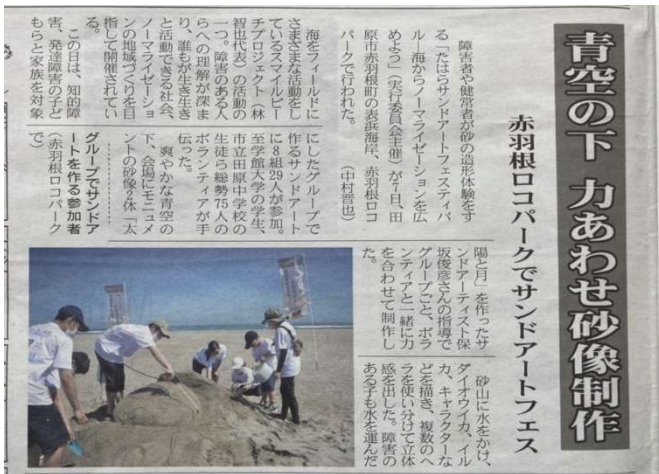 青空の下 力あわせ砂像制作
赤羽根ロコパークでサンドアートフェス
障害者や健常者が砂の造形体験をす
る「たはらサンドアートフェスティバ
ル―海からノーマライゼーションを広
めよう」（実行委員会主催）が7日、田
原市赤羽根町の表浜海岸、赤羽根ロコ
パークで行われた。（中村晋也）
海をフィールドに
さまざまな活動をし
ているスマイルビー
チプロジェクト（林
智也代表）の活動の
一つ。障害のある人
らへの理解が深ま
り、誰もが生き生き
と活動できる社会、
ノーマライゼーショ
ンの地域づくりを目
指して開催されてい
る。
この日は、知的障
害、発達障害の子ど
もらと家族を対象
にしたグループで
作るサンドアート
に8組29人が参加。
至学館大学の学生、
市立田原中学校の
生徒ら総勢75人の
ボランティアが手
伝った。
爽やかな青空の
下、会場にモニュメ
ントの砂像2体「太
陽と月」を作ったサ
ンドアーティスト保
坂俊彦さんの指導で
グループごと、ボラ
ンティアと一緒に力
を合わせて制作し
た。
砂山に水をかけ、
ダイオウイカ、イル
カ、キャラクターな
どを描き、複数のヘ
ラを使い分けて立体
感を出した。障害の
ある子も水を運んだ
グループでサンドア
ートを作る参加者
（赤羽根ロコパーク
で）